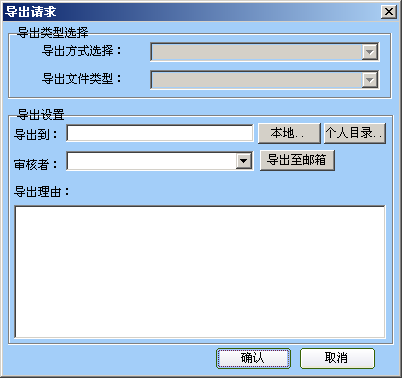 导出请求
导出类型选择
导出方式选择：
导出文件类型：
导出设置
导出到： 本地.. 个人目录..
审核者： 导出至邮箱
导出理由：
确认 取消